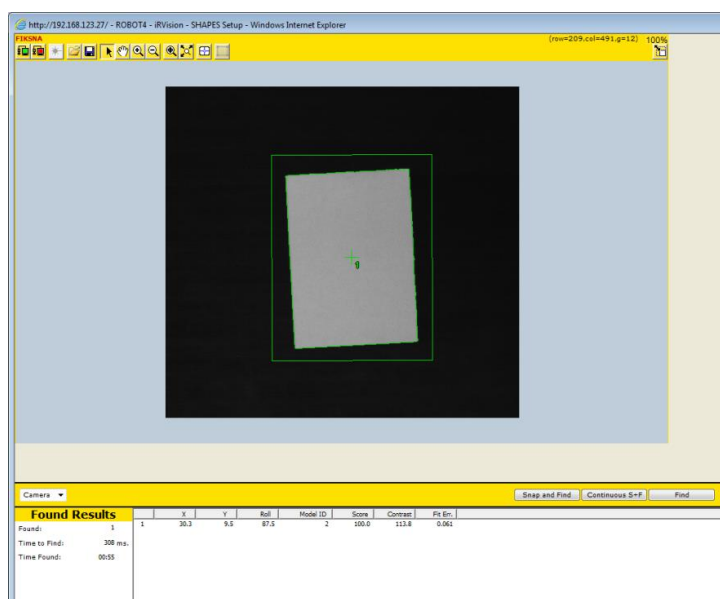 http://192.168.123.27/ - ROBOT4 - iRVision - SHAPES Setup - Windows Internet Explorer
FIKSNA
(row=209,col=491,g=12) 100%
Camera
Snap and Find Continuous S+F Find
Found Results
X Y Roll Model ID Score Contrast Fit Err.
1 30.3 9.5 87.5 2 100.0 113.8 0.061
Found: 1
Time to Find: 308 ms.
Time Found: 00:55